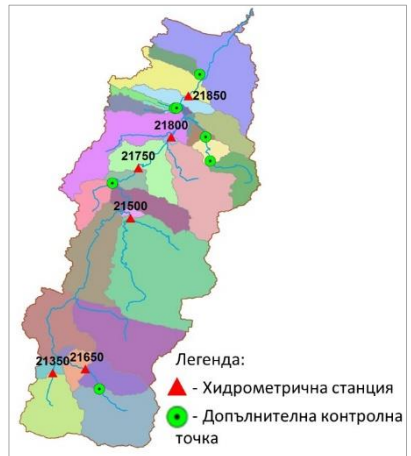 21850
21800
21750
21500
21350 21650
Легенда:
- Хидрометрична станция
- Допълнителна контролна
точка